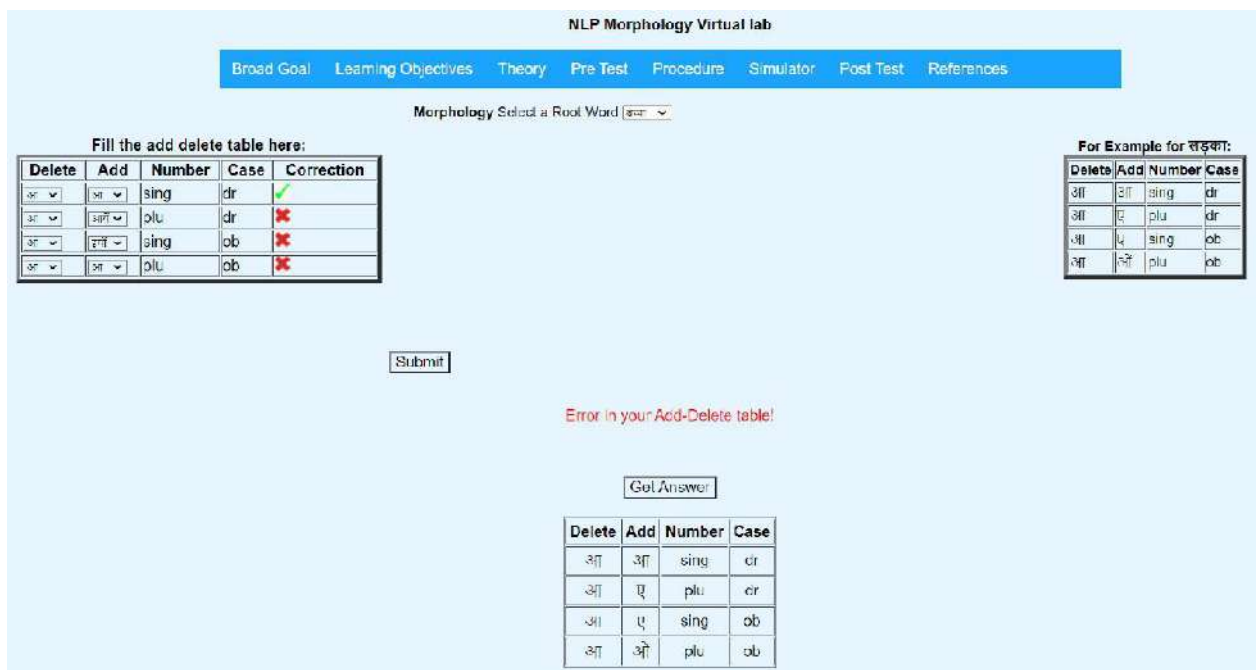 NLP Morphology Virtual lab
Broad Goal Learning Objectives Theory Pre Test Procedure Simulator Post Test References
Morphology Select a Root Word
Fill the add delete table here:
Delete Add Number Case Correction
आ आ sing dr
आ plu dr
आ sing ob
आ आ plu ob
For Example for लड़का:
Delete Add Number Case
आ आ sing dr
आ ए plu dr
आ ए sing ob
आ ओं plu ob
Submit
Error in your Add-Delete table!
Get Answer
Delete Add Number Case
आ आ sing dr
आ ए plu dr
आ ए sing ob
आ ओ plu ob